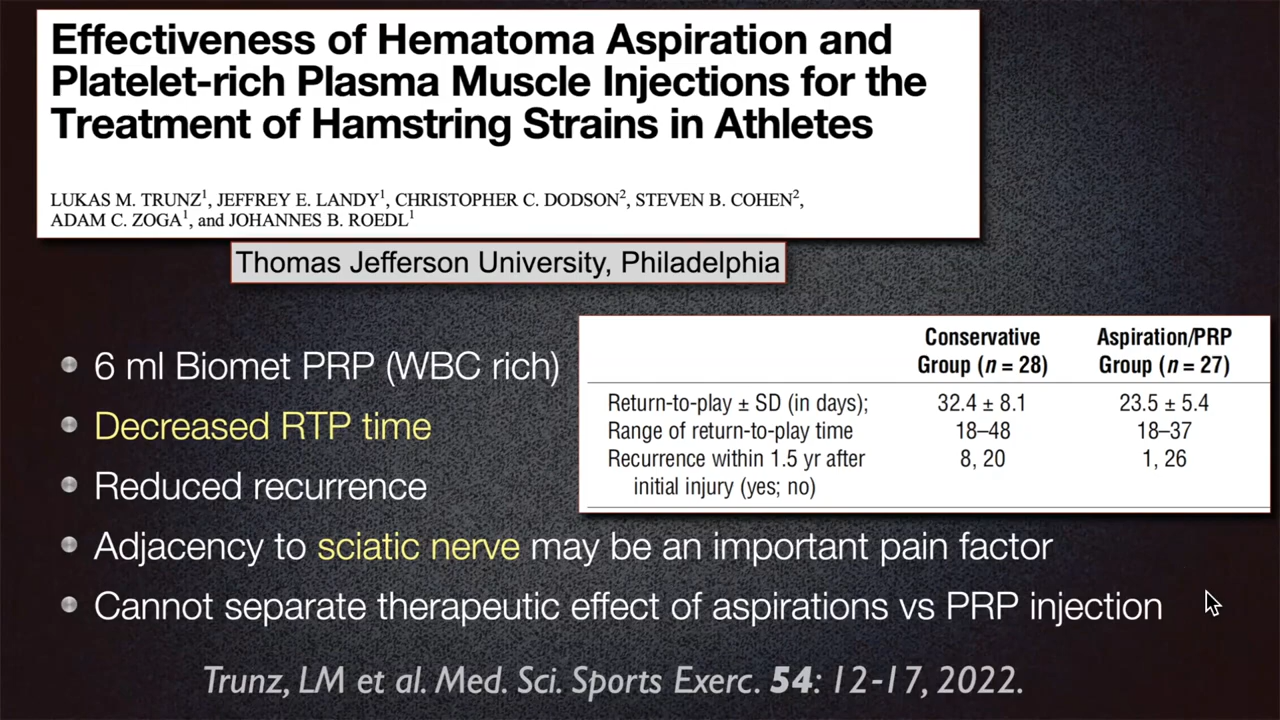 Effectiveness of Hematoma Aspiration and
Platelet-rich Plasma Muscle Injections for the
Treatment of Hamstring Strains in Athletes
LUKAS M. TRUNZ¹, JEFFREY E. LANDY¹, CHRISTOPHER C. DODSON², STEVEN B. COHEN²,
ADAM C. ZOGA¹, and JOHANNES B. ROEDL¹
Thomas Jefferson University, Philadelphia
• 6 ml Biomet PRP (WBC rich)
• Decreased RTP time
• Reduced recurrence
• Adjacency to sciatic nerve may be an important pain factor
• Cannot separate therapeutic effect of aspirations vs PRP injection
Conservative Aspiration/PRP
Group (n = 28) Group (n = 27)
Return-to-play ± SD (in days); 32.4 ± 8.1 23.5 ± 5.4
Range of return-to-play time 18–48 18–37
Recurrence within 1.5 yr after 8, 20 1, 26
initial injury (yes; no)
Trunz, LM et al. Med. Sci. Sports Exerc. 54: 12-17, 2022.